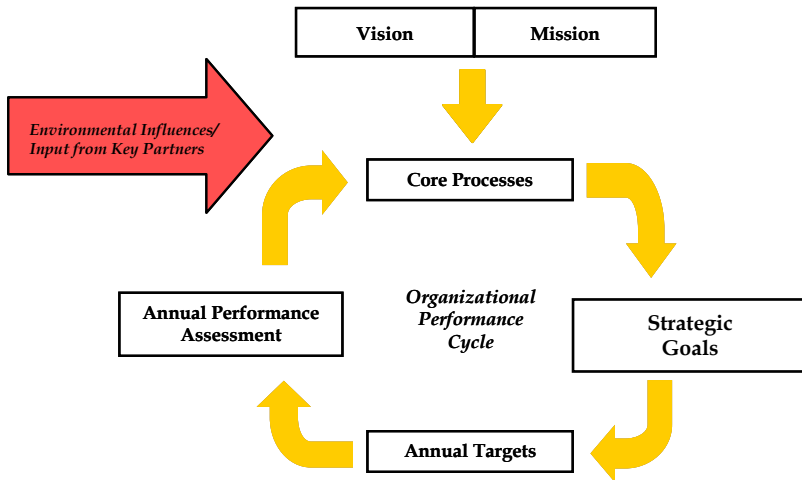 Vision
Mission
Environmental Influences/
Input from Key Partners
Core Processes
Annual Performance
Assessment
Organizational
Performance
Cycle
Strategic
Goals
Annual Targets